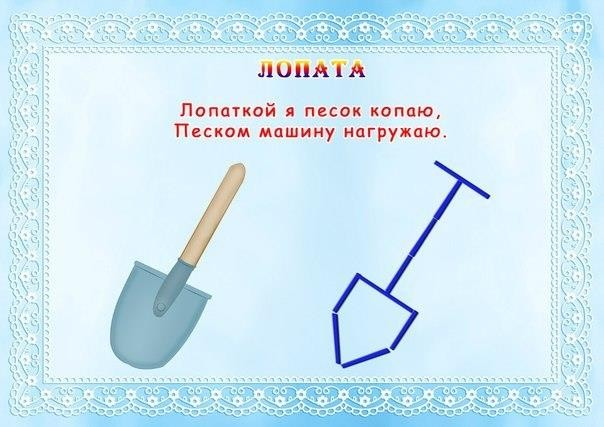 ЛОПАТА
Лопаткой я песок копаю,
Песком машину нагружаю.